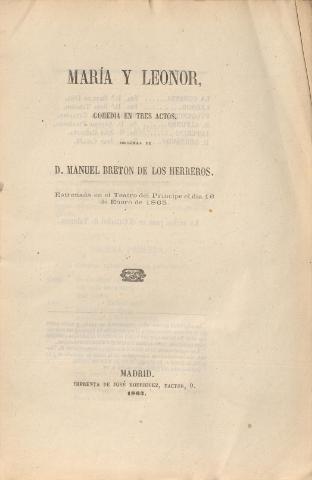 MARÍA Y LEONOR,
COMEDIA EN TRES ACTOS,
ORIGINAL DE
D. MANUEL BRETON DE LOS HERREROS.
Estrenada en el Teatro del Príncipe el dia 16
de Enero de 1863.
MADRID.
IMPRENTA DE JOSÉ RODRIGUEZ, FACTOR, 9.
1863.